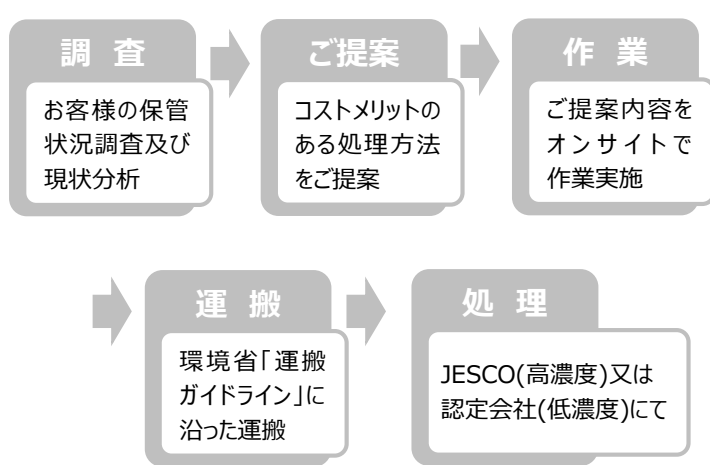 調 査
お客様の保管
状況調査及び
現状分析
ご提案
コストメリットの
ある処理方法
をご提案
作 業
ご提案内容を
オンサイトで
作業実施
運 搬
環境省「運搬
ガイドライン」に
沿った運搬
処 理
JESCO(高濃度)又は
認定会社(低濃度)にて